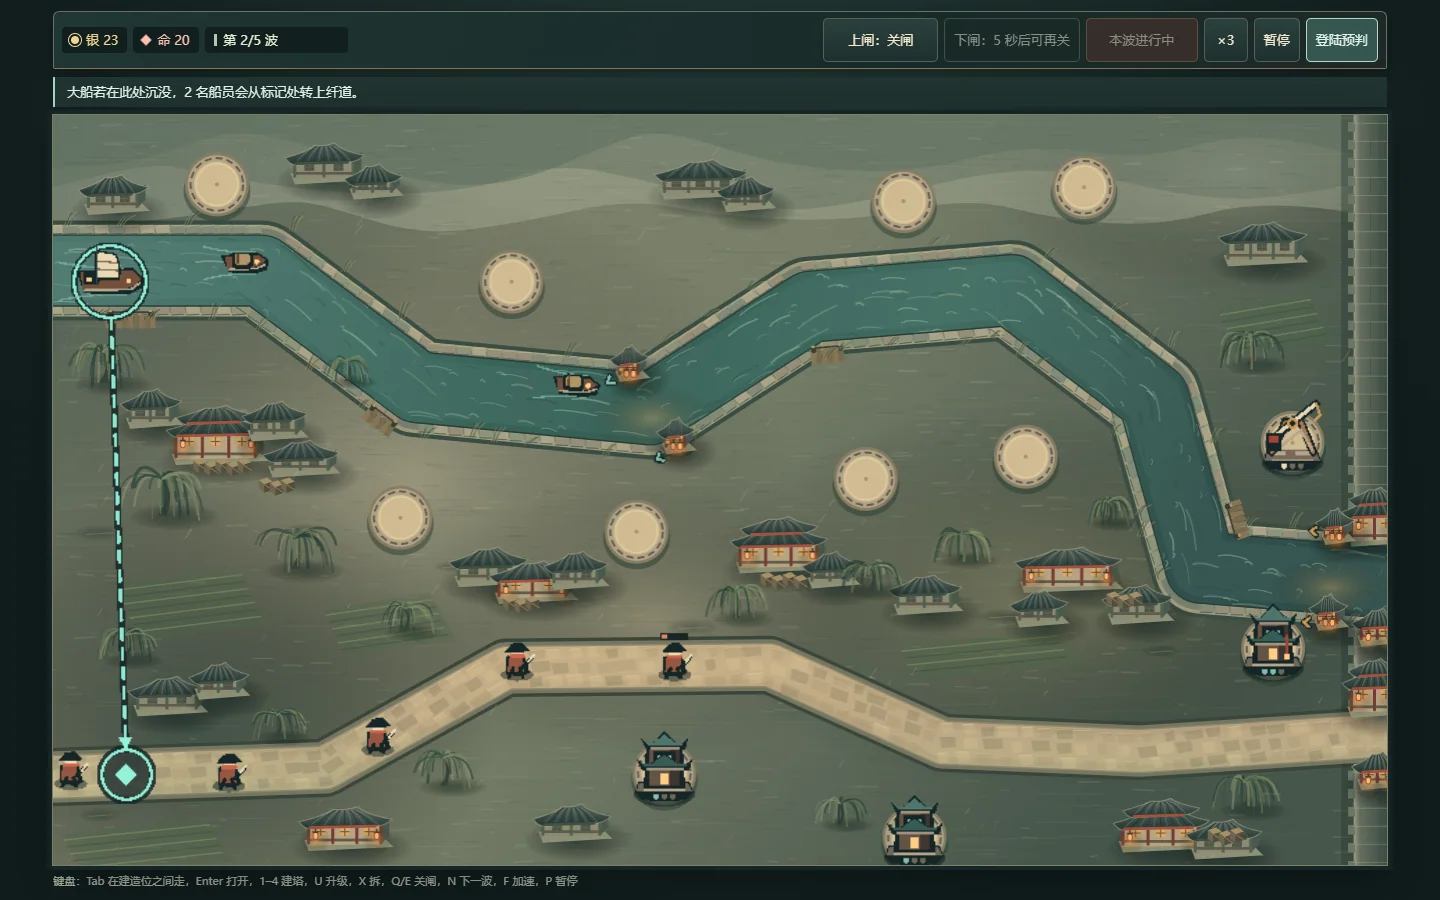 银 23
命 20
第 2/5 波
上闸：关闸
下闸：5 秒后可再关
本波进行中
×3
暂停
登陆预判
大船若在此处沉没，2 名船员会从标记处转上纤道。
键盘：Tab 在建造位之间走，Enter 打开，1–4 建塔，U 升级，X 拆，Q/E 关闸，N 下一波，F 加速，P 暂停